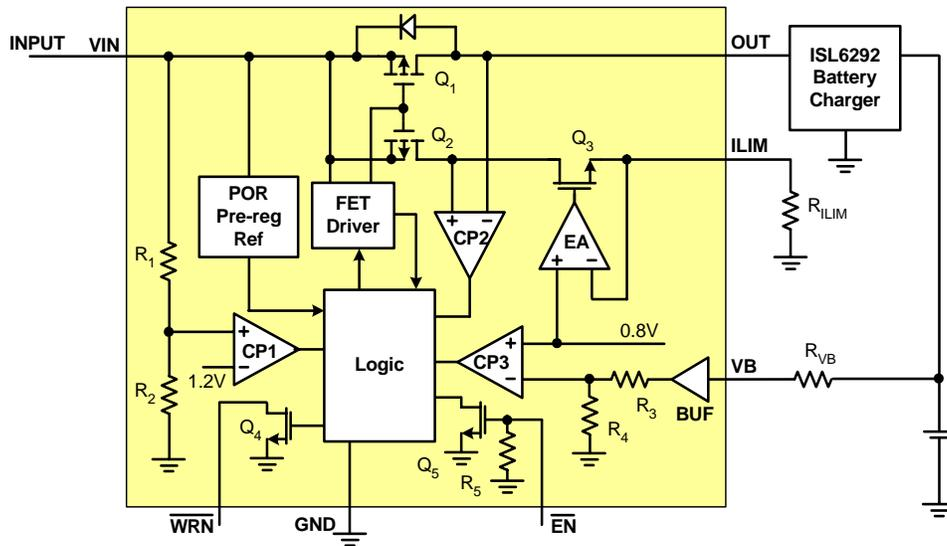 INPUT VIN OUT
ISL6292
Battery
Charger
Q1
Q2
Q3
ILIM
RILIM
POR
Pre-reg
Ref
FET
Driver
+ −
CP2
EA
+ −
R1
+
CP1
−
1.2V
Logic
+
CP3
−
0.8V
VB
RVB
R2
R3
BUF
R4
Q4
Q5
R5
WRN
GND
EN